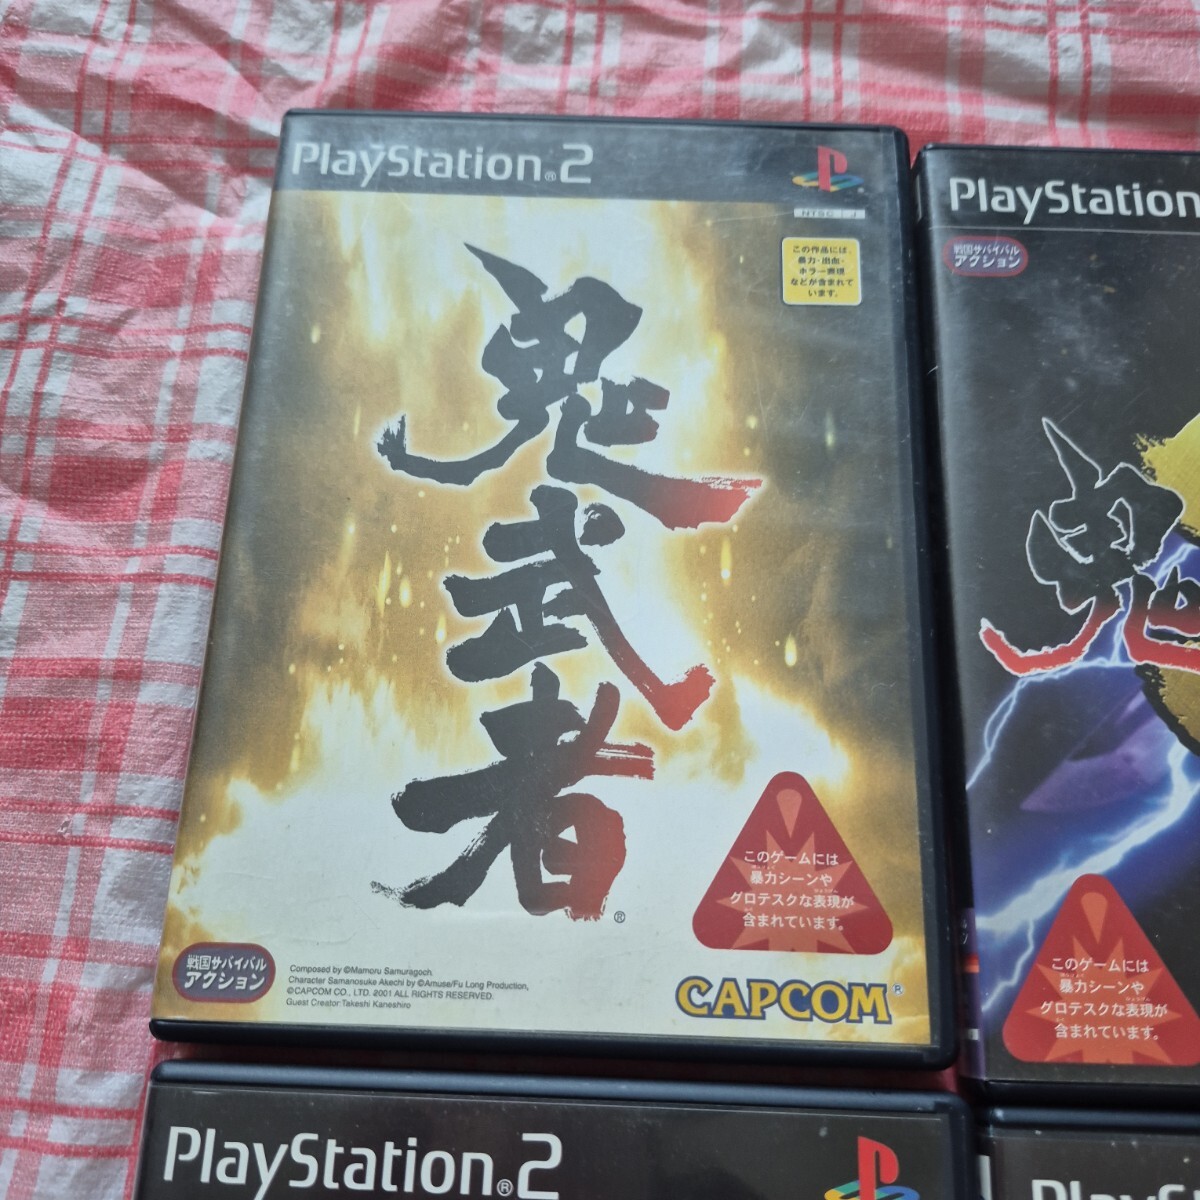 PlayStation®2
NTSC J
この作品には、
暴力・出血・
ホラー表現
などが含まれて
います。
鬼武者
®
このゲームには
暴力シーンや
グロテスクな表現が
含まれています。
戦国サバイバル
アクション
Composed by ©Mamoru Samuragoch.
Character Samanosuke Akechi by ©Amuse/Fu Long Production,
©CAPCOM CO., LTD. 2001 ALL RIGHTS RESERVED.
Guest Creator:Takeshi Kaneshiro
CAPCOM®
PlayStation
戦国サバイバル
アクション
鬼
このゲームには
暴力シーンや
グロテスクな表現が
含まれています。
PlayStation®2